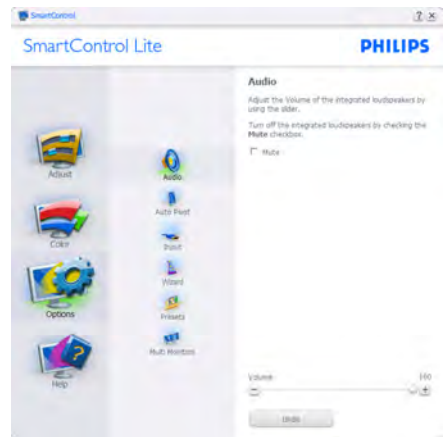 SmartControl
? ×
SmartControl Lite
PHILIPS
Adjust
Color
Options
Help
Audio
Auto Pivot
Input
Wizard
Presets
Multi Monitors
Audio
Adjust the Volume of the integrated loudspeakers by
using the slider.
Turn off the integrated loudspeakers by checking the
Mute checkbox.
Mute
Volume
100
Undo